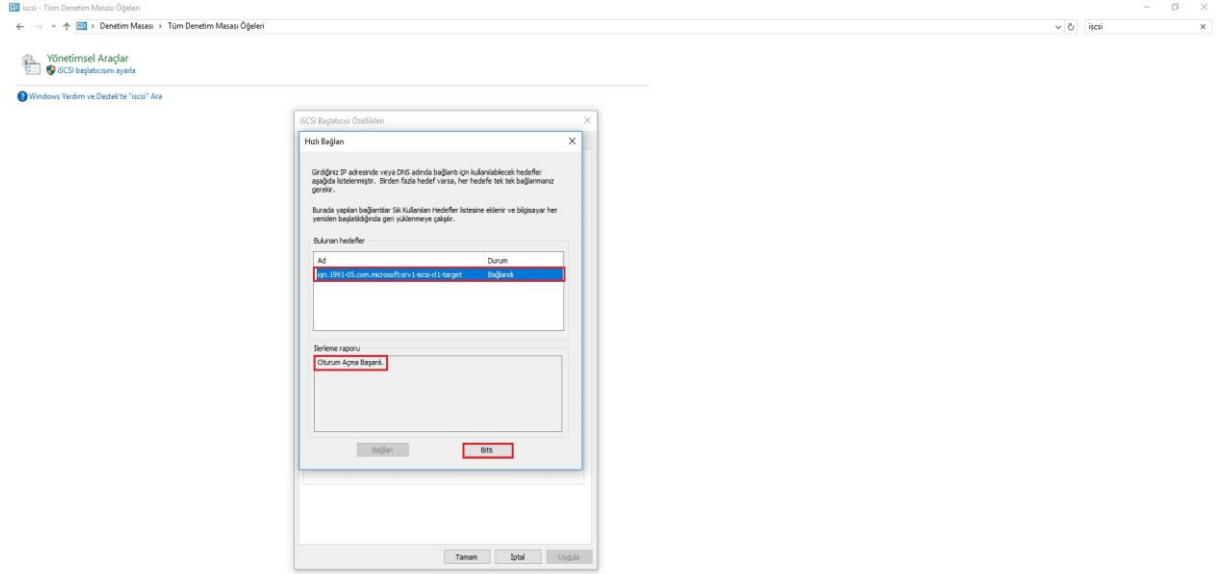 iscsi - Tüm Denetim Masası Öğeleri
Denetim Masası > Tüm Denetim Masası Öğeleri
iscsi
Yönetimsel Araçlar
iSCSI başlatıcısını ayarla
Windows Yardım ve Destek'te "iscsi" Ara
iSCSI Başlatıcısı Özellikleri
Hızlı Bağlan
Girdiğiniz IP adresinde veya DNS adında bağlantı için kullanılabilecek hedefler
aşağıda listelenmiştir. Birden fazla hedef varsa, her hedefe tek tek bağlanmanız
gerekir.
Burada yapılan bağlantılar Sık Kullanılan Hedefler listesine eklenir ve bilgisayar her
yeniden başlatıldığında geri yüklenmeye çalışılır.
Bulunan hedefler
Ad Durum
iqn.1991-05.com.microsoft:srv1-iscsi-d1-target Bağlandı
İlerleme raporu
Oturum Açma Başarılı.
Bağlan Bitti
Tamam İptal Uygula